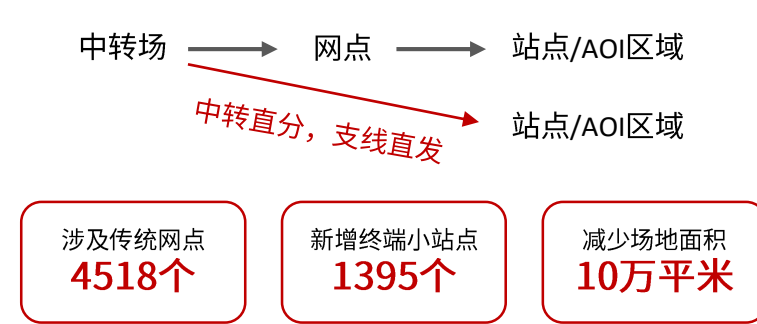 中转场
网点
站点/AOI区域
中转直分，支线直发
站点/AOI区域
涉及传统网点
4518个
新增终端小站点
1395个
减少场地面积
10万平米